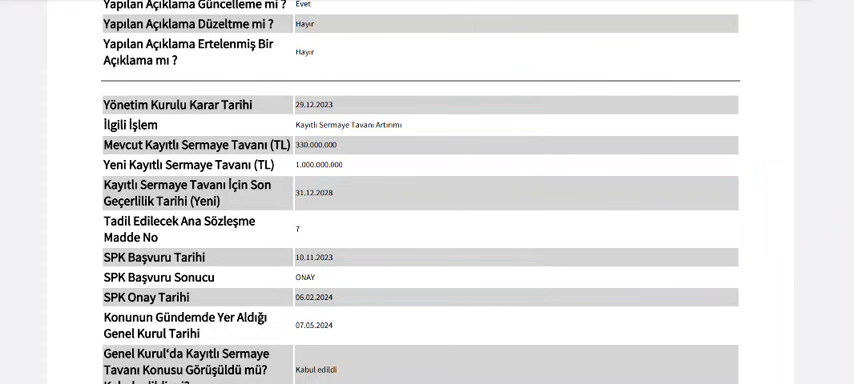 Yapılan Açıklama Güncelleme mi ? Evet
Yapılan Açıklama Düzeltme mi ? Hayır
Yapılan Açıklama Ertelenmiş Bir
Açıklama mı ? Hayır
Yönetim Kurulu Karar Tarihi 29.12.2023
İlgili İşlem Kayıtlı Sermaye Tavanı Artırımı
Mevcut Kayıtlı Sermaye Tavanı (TL) 330.000.000
Yeni Kayıtlı Sermaye Tavanı (TL) 1.000.000.000
Kayıtlı Sermaye Tavanı İçin Son
Geçerlilik Tarihi (Yeni) 31.12.2028
Tadil Edilecek Ana Sözleşme
Madde No 7
SPK Başvuru Tarihi 10.11.2023
SPK Başvuru Sonucu ONAY
SPK Onay Tarihi 06.02.2024
Konunun Gündemde Yer Aldığı
Genel Kurul Tarihi 07.05.2024
Genel Kurul'da Kayıtlı Sermaye
Tavanı Konusu Görüşüldü mü? Kabul edildi